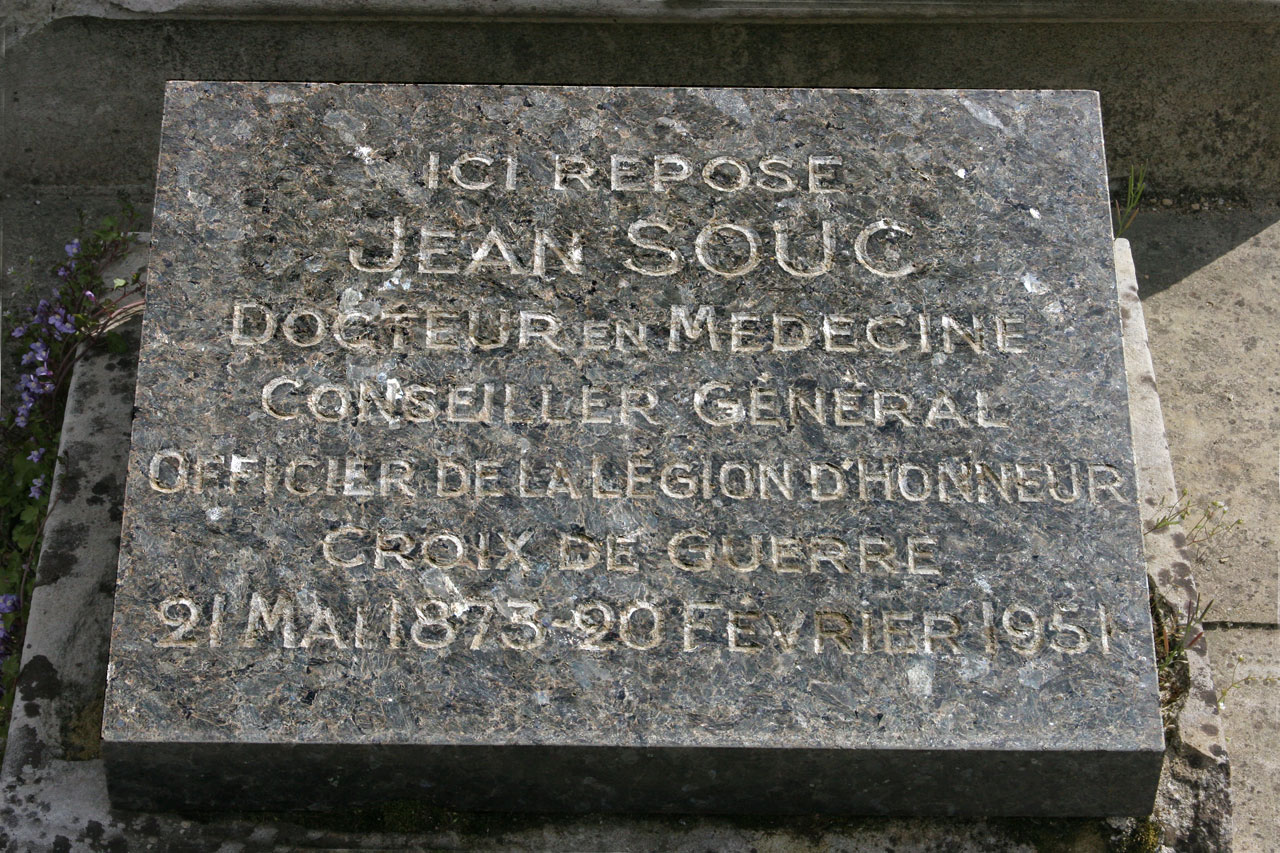 ICI REPOSE
JEAN SOUC
DOCTEUR EN MEDECINE
CONSEILLER GÉNÉRAL
OFFICIER DE LA LÉGION D'HONNEUR
CROIX DE GUERRE
21 MAI 1873 - 20 FÉVRIER 1951